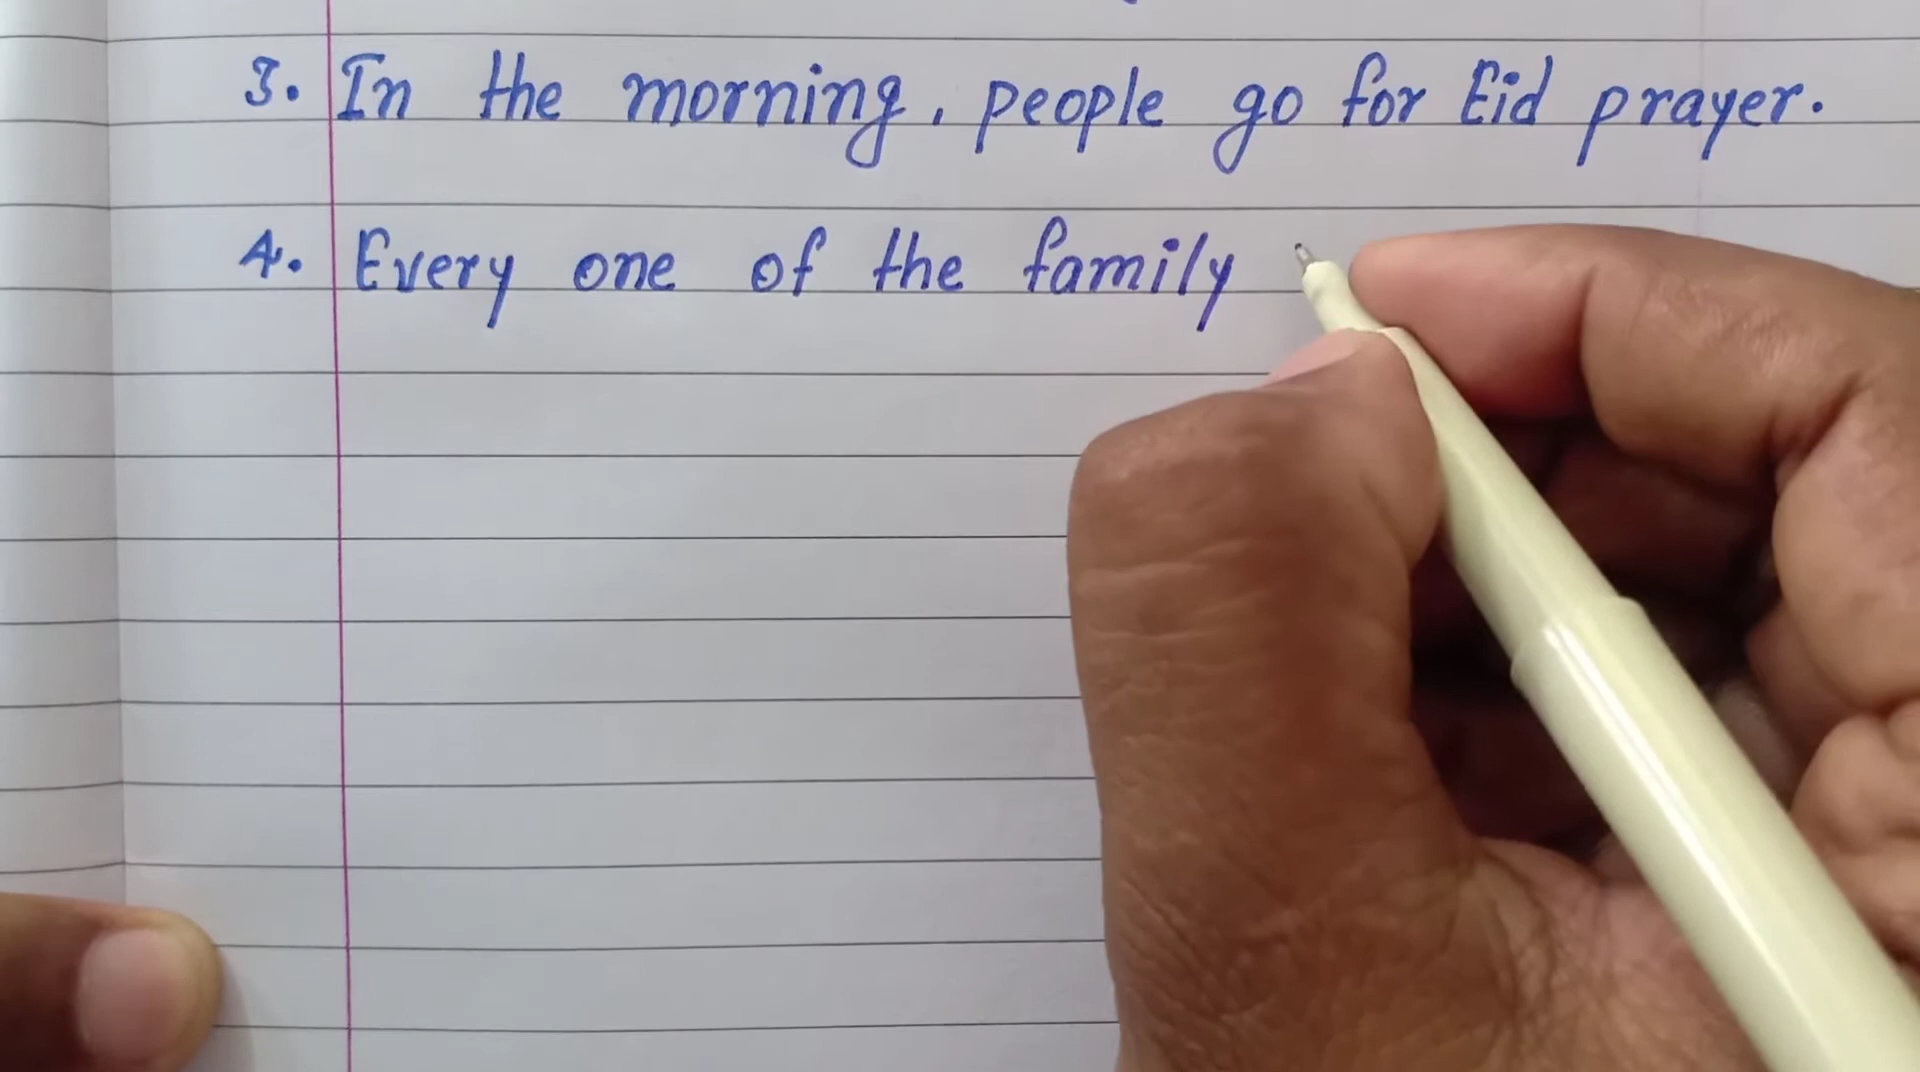 3. In the morning, people go for Eid prayer.
4. Every one of the family